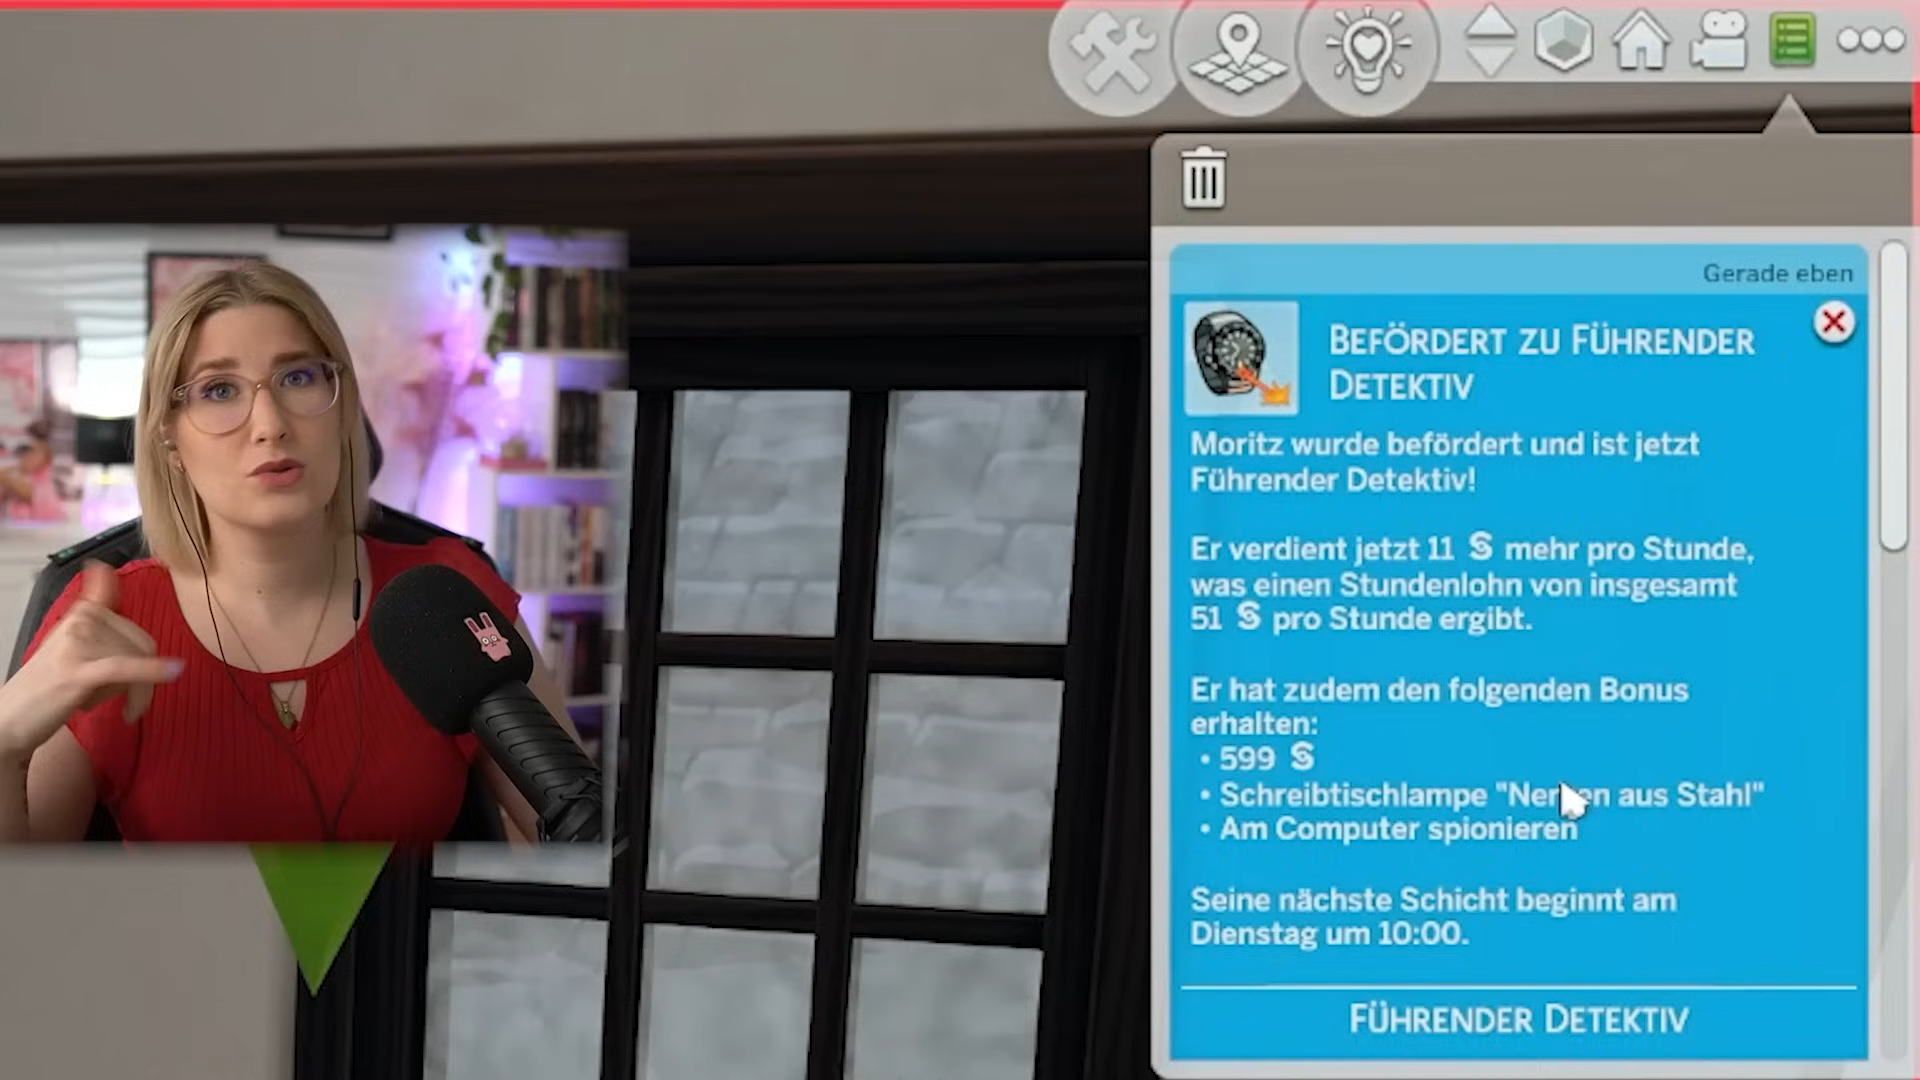 Gerade eben
BEFÖRDERT ZU FÜHRENDER
DETEKTIV
Moritz wurde befördert und ist jetzt
Führender Detektiv!
Er verdient jetzt 11 § mehr pro Stunde,
was einen Stundenlohn von insgesamt
51 § pro Stunde ergibt.
Er hat zudem den folgenden Bonus
erhalten:
• 599 §
• Schreibtischlampe "Nerven aus Stahl"
• Am Computer spionieren
Seine nächste Schicht beginnt am
Dienstag um 10:00.
FÜHRENDER DETEKTIV